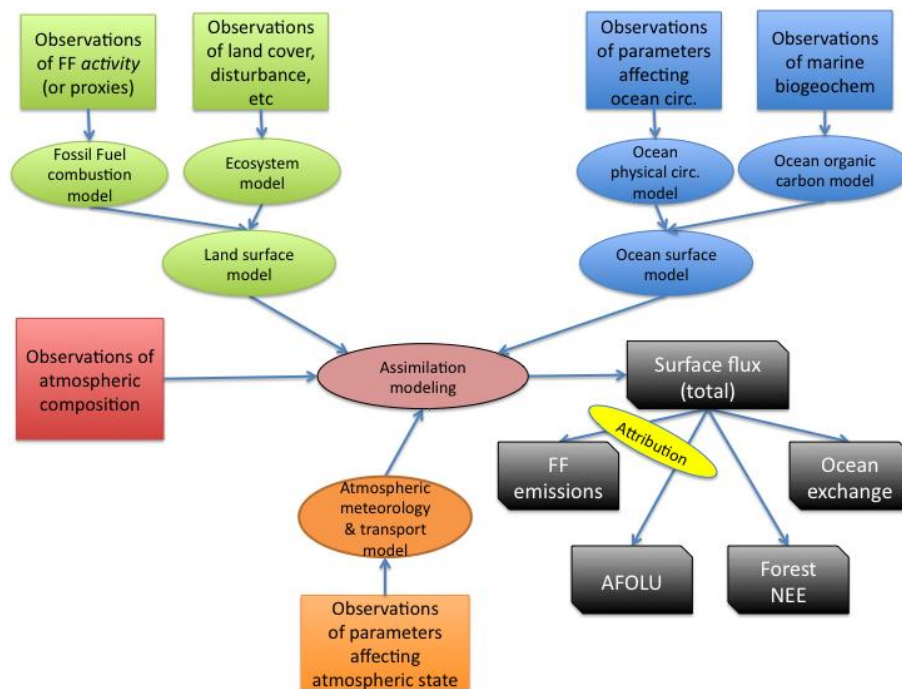 Observations
of FF activity
(or proxies)
Observations
of land cover,
disturbance,
etc
Observations
of parameters
affecting
ocean circ.
Observations
of marine
biogeochem
Fossil Fuel
combustion
model
Ecosystem
model
Ocean
physical circ.
model
Ocean organic
carbon model
Land surface
model
Ocean surface
model
Observations of
atmospheric
composition
Assimilation
modeling
Surface flux
(total)
Attribution
FF
emissions
Ocean
exchange
Atmospheric
meteorology
& transport
model
AFOLU
Forest
NEE
Observations
of parameters
affecting
atmospheric state